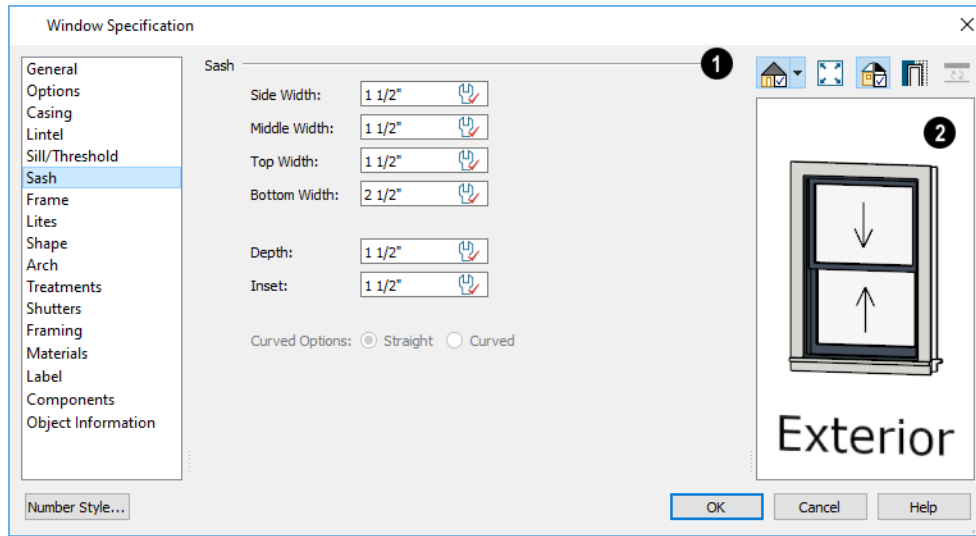 Window Specification
General
Options
Casing
Lintel
Sill/Threshold
Sash
Frame
Lites
Shape
Arch
Treatments
Shutters
Framing
Materials
Label
Components
Object Information
Sash
1
Side Width: 1 1/2"
Middle Width: 1 1/2"
Top Width: 1 1/2"
Bottom Width: 2 1/2"
Depth: 1 1/2"
Inset: 1 1/2"
Curved Options: Straight Curved
2
Exterior
Number Style...
OK Cancel Help